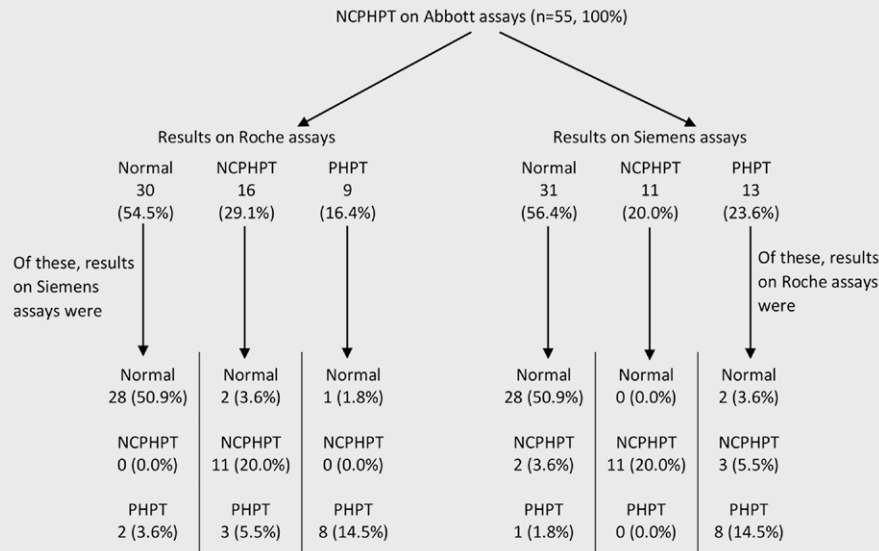 NCPHPT on Abbott assays (n=55, 100%)
Results on Roche assays
Normal NCPHPT PHPT
30 16 9
(54.5%) (29.1%) (16.4%)
Of these, results
on Siemens
assays were
Normal NCPHPT PHPT
28 (50.9%) 2 (3.6%) 1 (1.8%)
NCPHPT NCPHPT NCPHPT
0 (0.0%) 11 (20.0%) 0 (0.0%)
PHPT PHPT PHPT
2 (3.6%) 3 (5.5%) 8 (14.5%)
Results on Siemens assays
Normal NCPHPT PHPT
31 11 13
(56.4%) (20.0%) (23.6%)
Of these, results
on Roche assays
were
Normal Normal Normal
28 (50.9%) 0 (0.0%) 2 (3.6%)
NCPHPT NCPHPT NCPHPT
2 (3.6%) 11 (20.0%) 3 (5.5%)
PHPT PHPT PHPT
1 (1.8%) 0 (0.0%) 8 (14.5%)